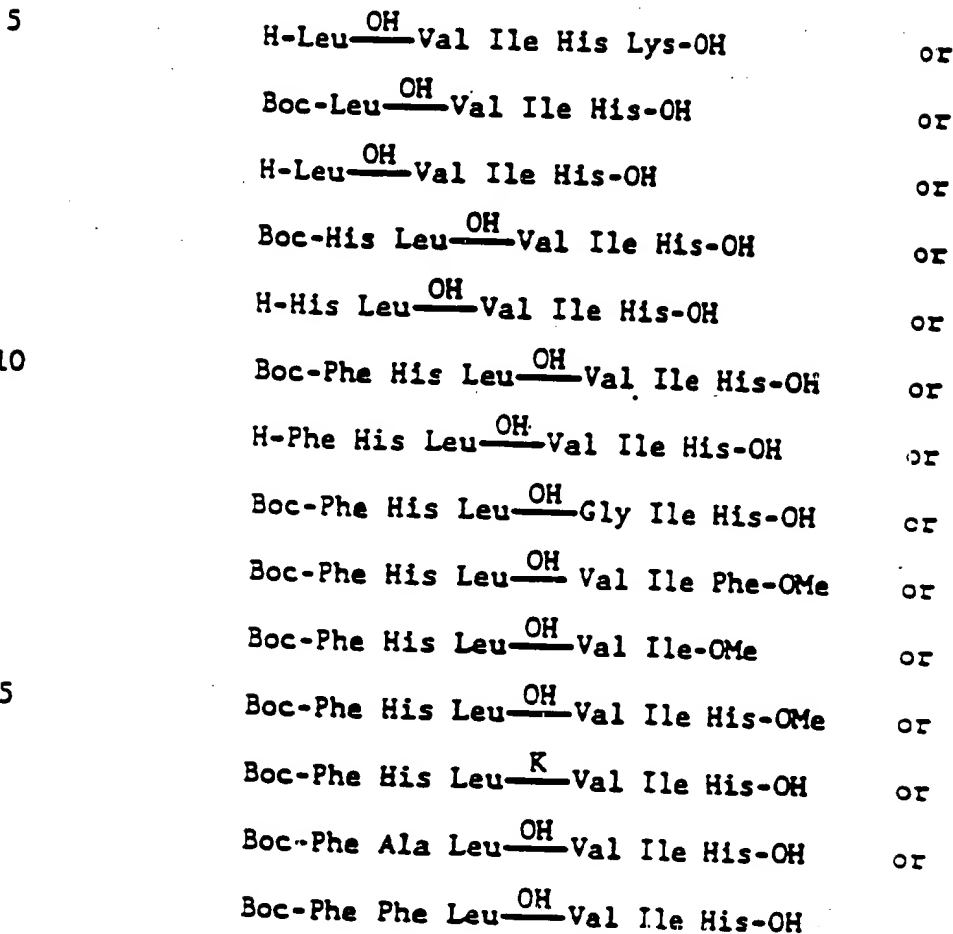 5
H-Leu—OH—Val Ile His Lys-OH or
Boc-Leu—OH—Val Ile His-OH or
H-Leu—OH—Val Ile His-OH or
Boc-His Leu—OH—Val Ile His-OH or
H-His Leu—OH—Val Ile His-OH or
10 Boc-Phe His Leu—OH—Val Ile His-OH or
H-Phe His Leu—OH—Val Ile His-OH or
Boc-Phe His Leu—OH—Gly Ile His-OH or
Boc-Phe His Leu—OH—Val Ile Phe-OMe or
Boc-Phe His Leu—OH—Val Ile-OMe or
5 Boc-Phe His Leu—OH—Val Ile His-OMe or
Boc-Phe His Leu—K—Val Ile His-OH or
Boc-Phe Ala Leu—OH—Val Ile His-OH or
Boc-Phe Phe Leu—OH—Val Ile His-OH